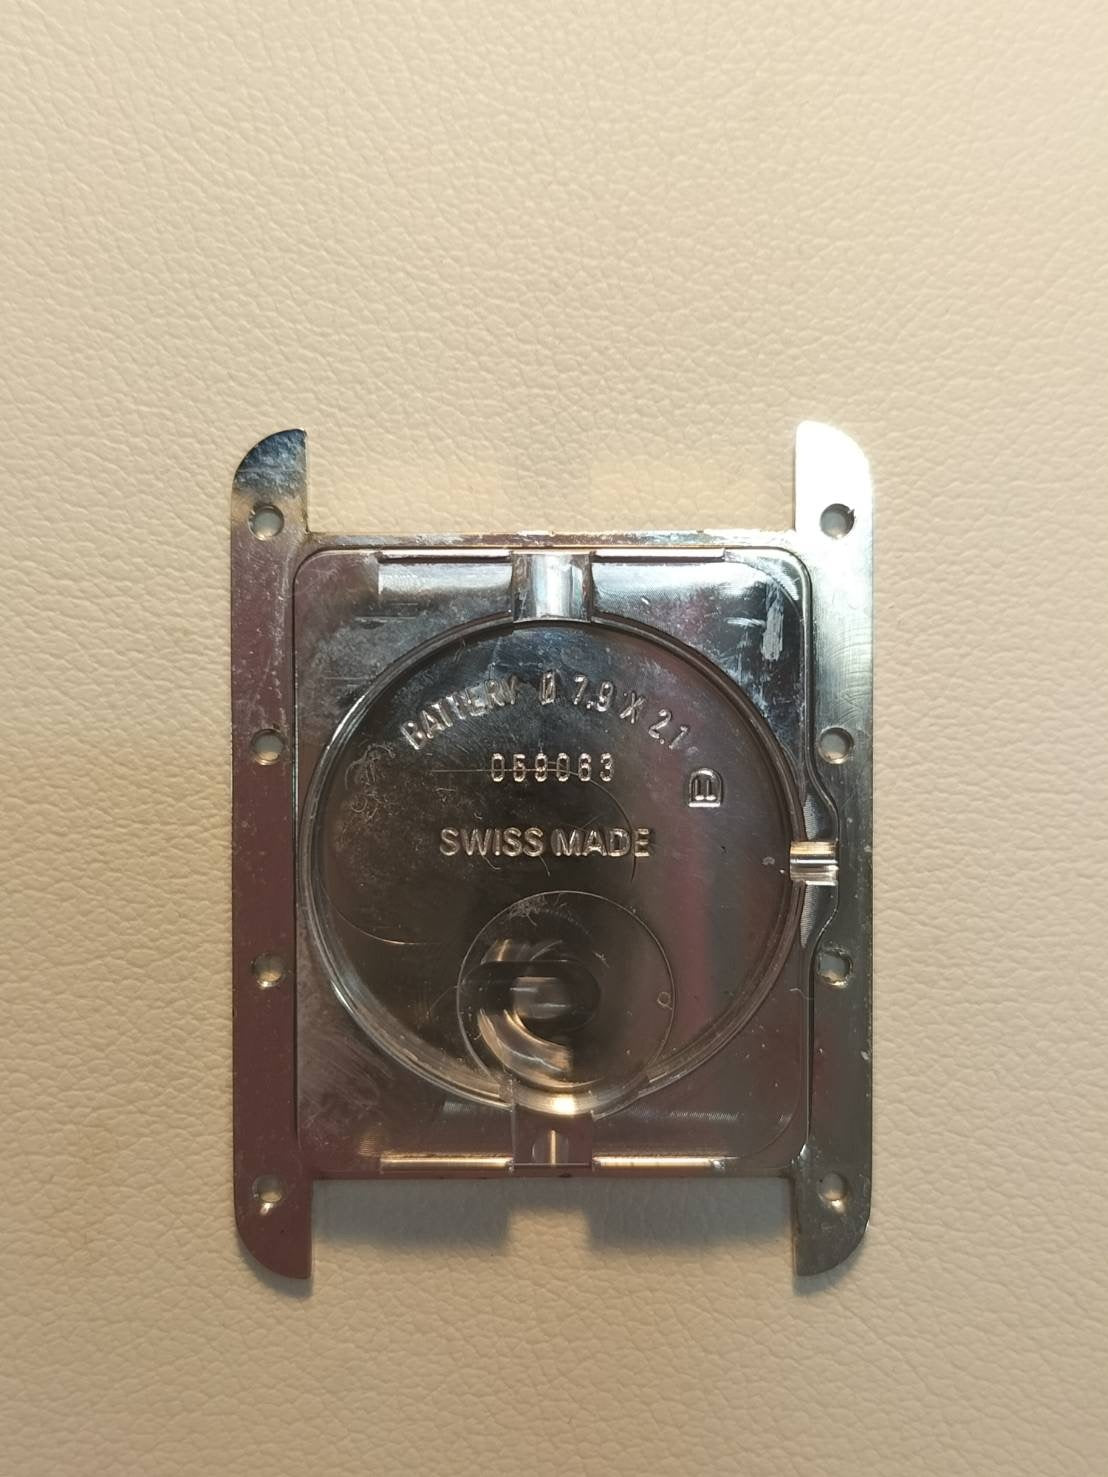 BATTERY Ø 7.9 X 2.1
059063
B
SWISS MADE